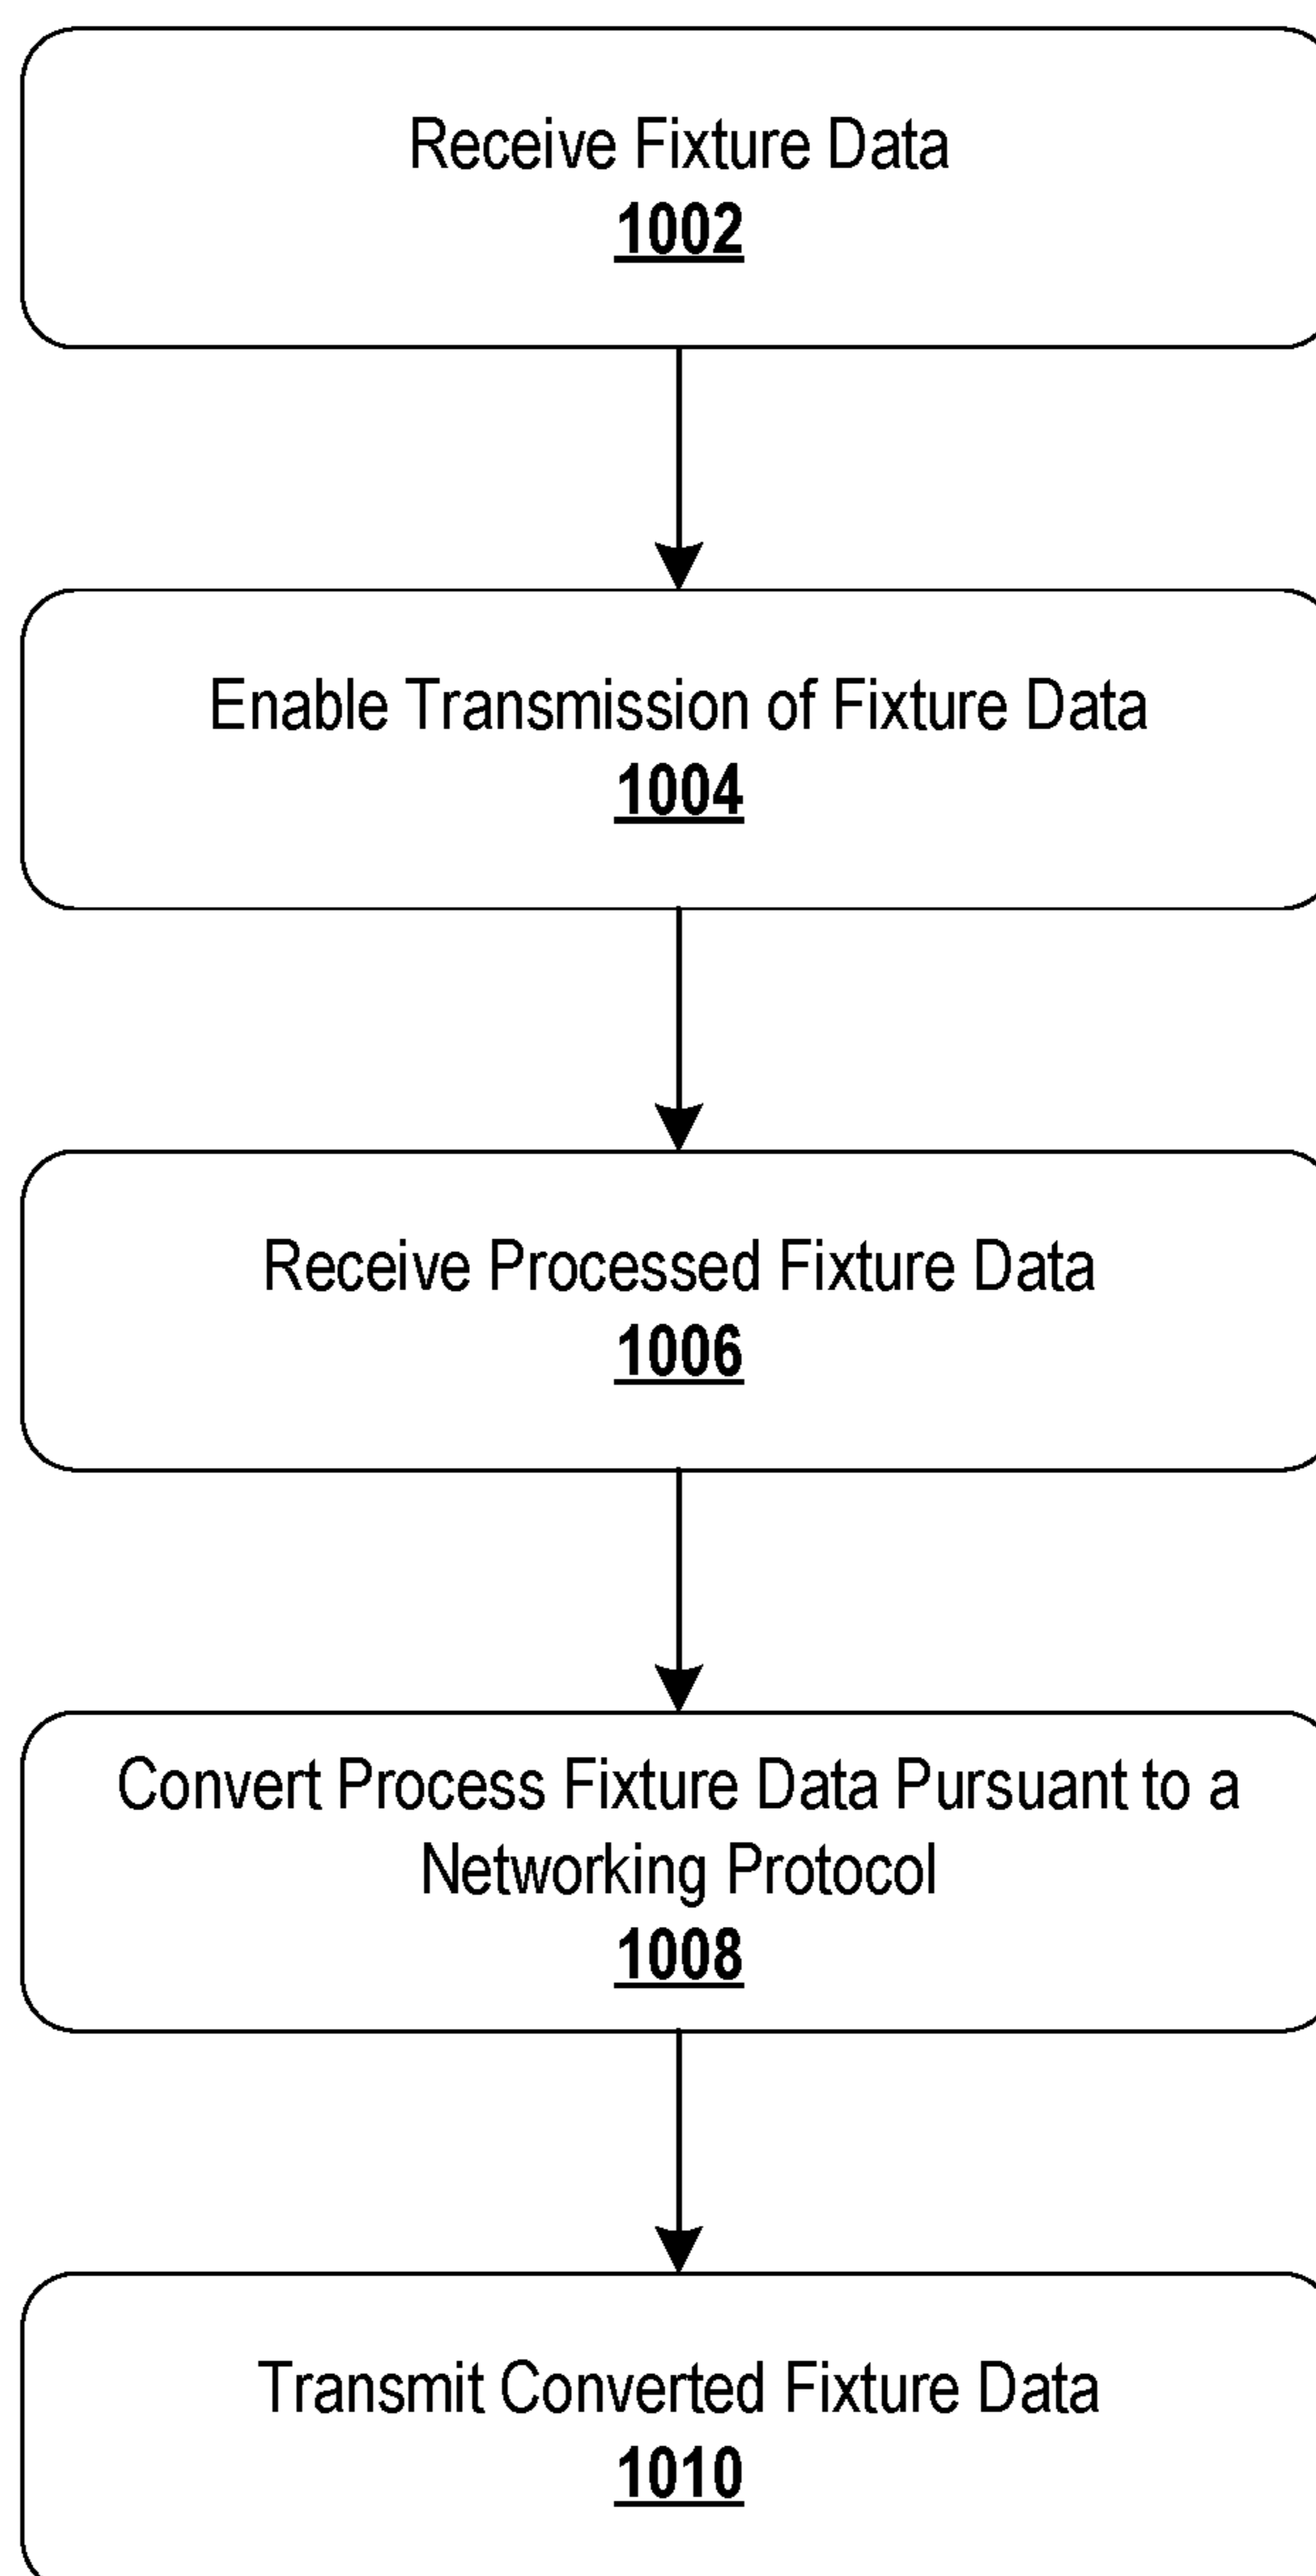 Receive Fixture Data
1002
Enable Transmission of Fixture Data
1004
Receive Processed Fixture Data
1006
Convert Process Fixture Data Pursuant to a
Networking Protocol
1008
Transmit Converted Fixture Data
1010